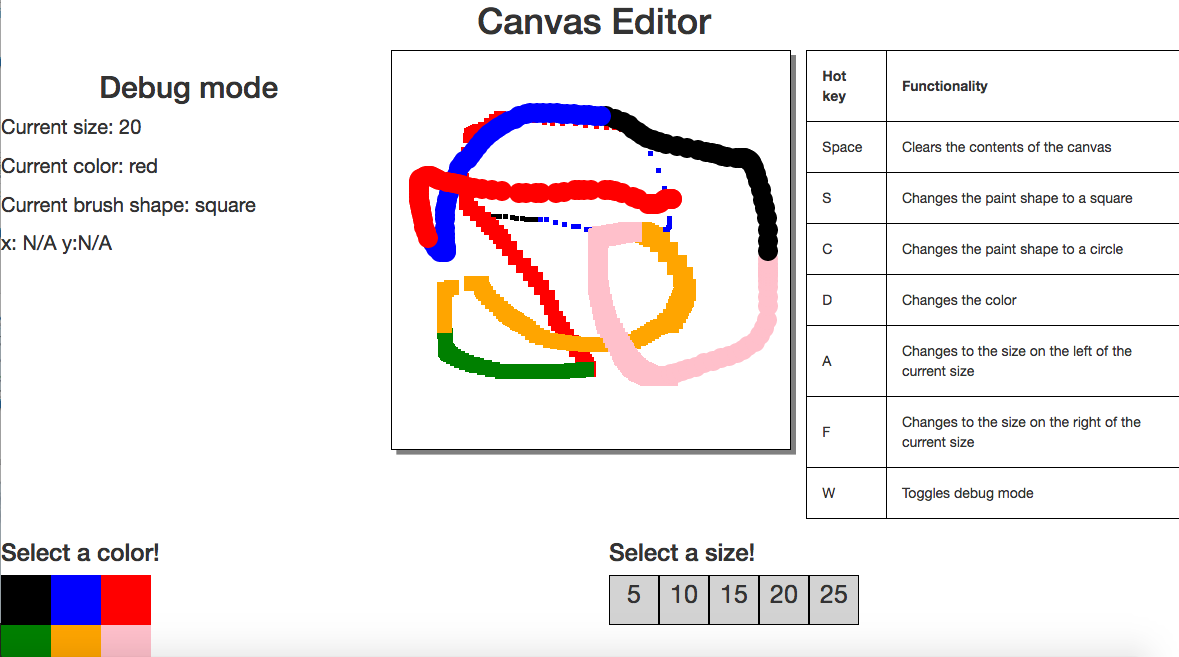 Canvas Editor
Debug mode
Current size: 20
Current color: red
Current brush shape: square
x: N/A y:N/A
Hot
key
Functionality
Space
Clears the contents of the canvas
S
Changes the paint shape to a square
C
Changes the paint shape to a circle
D
Changes the color
A
Changes to the size on the left of the
current size
F
Changes to the size on the right of the
current size
W
Toggles debug mode
Select a color!
Select a size!
5 10 15 20 25